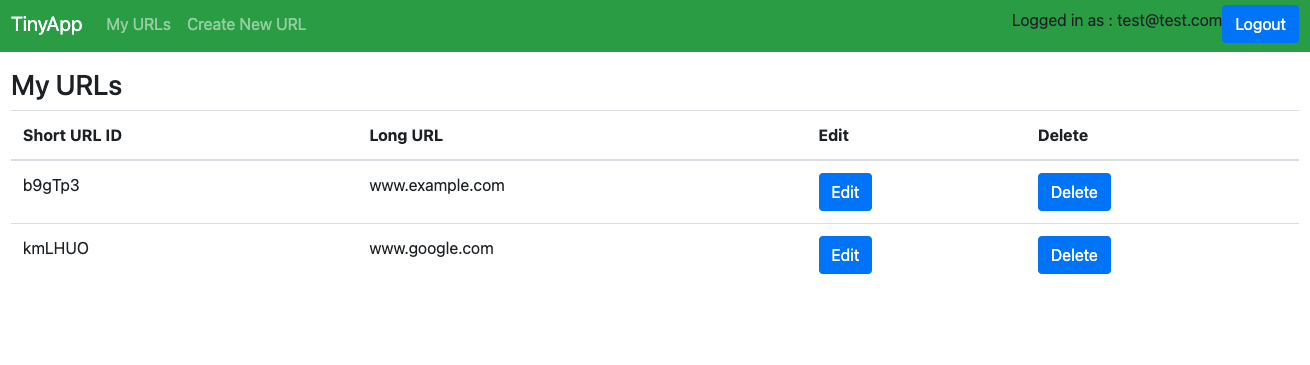 TinyApp My URLs Create New URL Logged in as : test@test.com Logout
My URLs
Short URL ID Long URL Edit Delete
b9gTp3 www.example.com Edit Delete
kmLHUO www.google.com Edit Delete